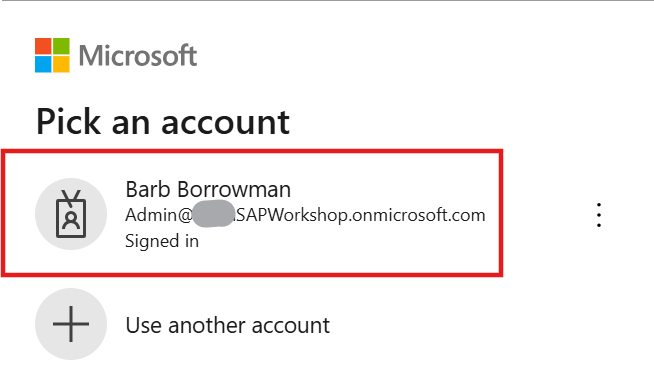 Microsoft
Pick an account
Barb Borrowman
Admin@ .SAPWorkshop.onmicrosoft.com
Signed in
Use another account